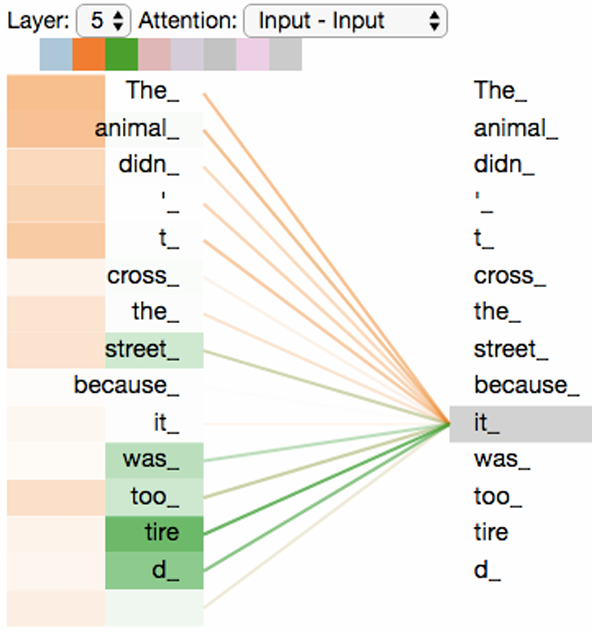 Layer: 5 Attention: Input - Input
The_ The_
animal_ animal_
didn_ didn_
'_ '_
t_ t_
cross_ cross_
the_ the_
street_ street_
because_ because_
it_ it_
was_ was_
too_ too_
tire tire
d_ d_